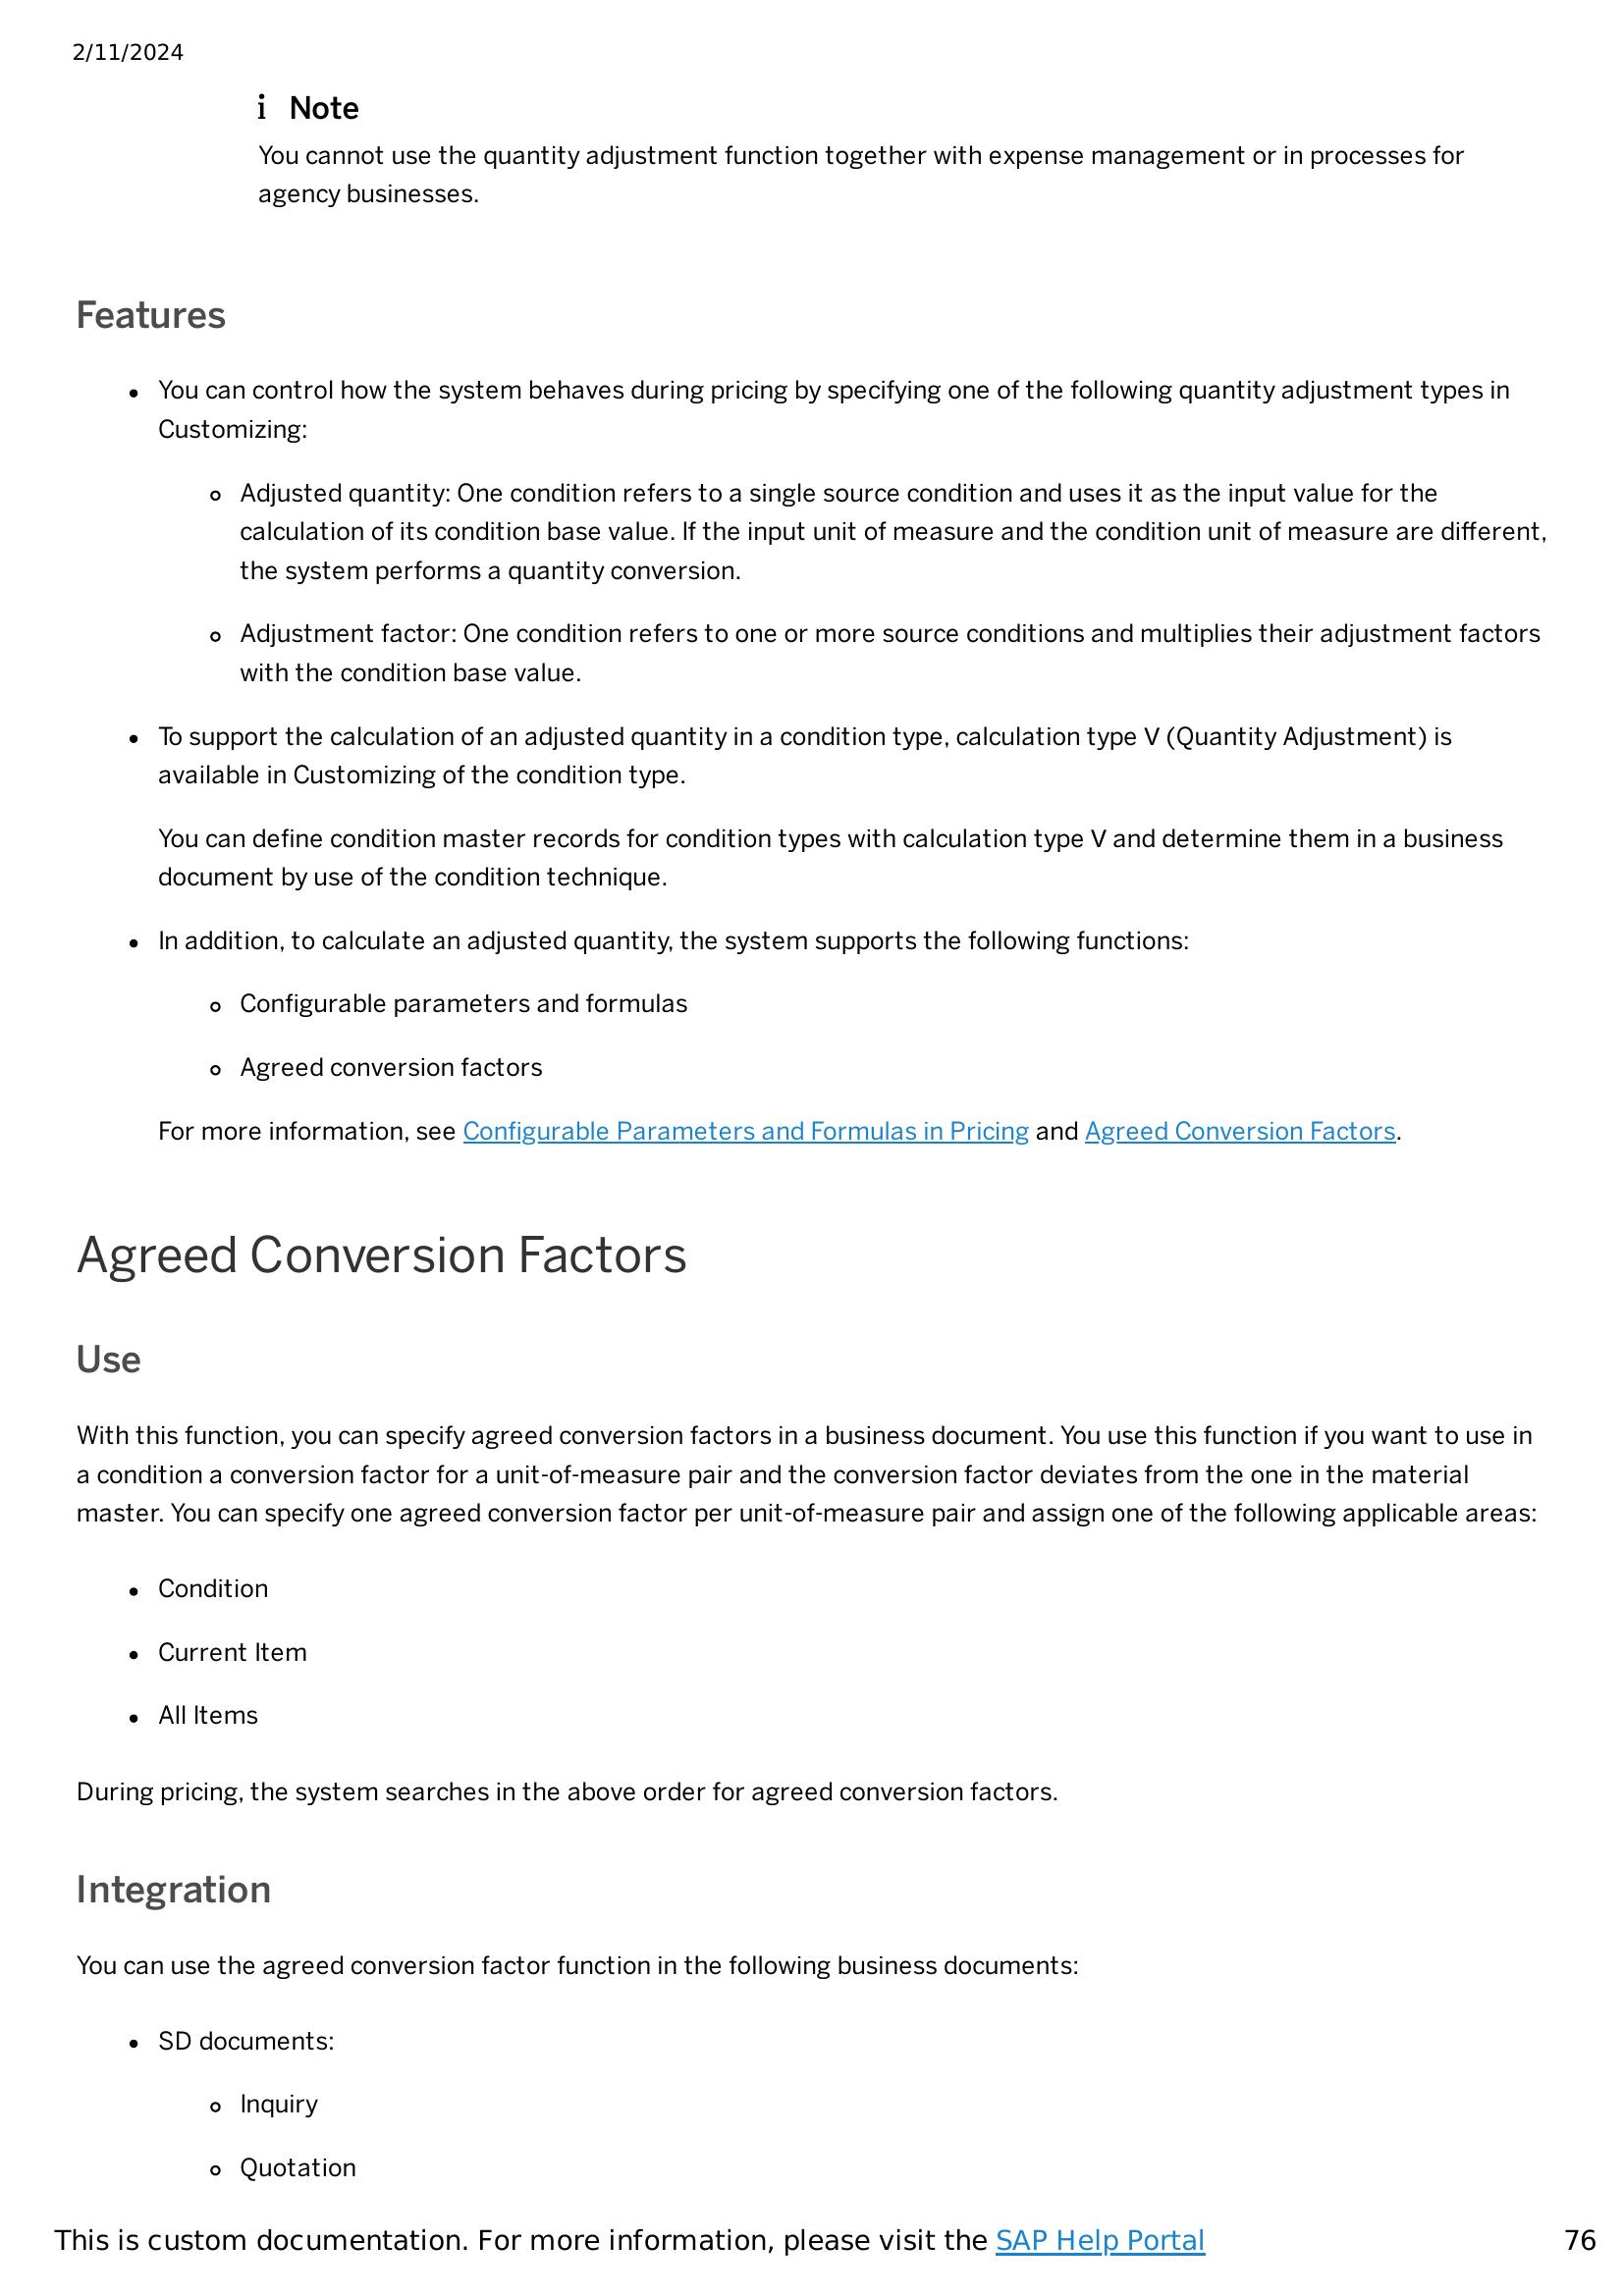 2/11/2024
i Note
You cannot use the quantity adjustment function together with expense management or in processes for
agency businesses.
Features
• You can control how the system behaves during pricing by specifying one of the following quantity adjustment types in
Customizing:
o Adjusted quantity: One condition refers to a single source condition and uses it as the input value for the
calculation of its condition base value. If the input unit of measure and the condition unit of measure are different,
the system performs a quantity conversion.
o Adjustment factor: One condition refers to one or more source conditions and multiplies their adjustment factors
with the condition base value.
• To support the calculation of an adjusted quantity in a condition type, calculation type V (Quantity Adjustment) is
available in Customizing of the condition type.
You can define condition master records for condition types with calculation type V and determine them in a business
document by use of the condition technique.
• In addition, to calculate an adjusted quantity, the system supports the following functions:
o Configurable parameters and formulas
o Agreed conversion factors
For more information, see Configurable Parameters and Formulas in Pricing and Agreed Conversion Factors.
Agreed Conversion Factors
Use
With this function, you can specify agreed conversion factors in a business document. You use this function if you want to use in
a condition a conversion factor for a unit-of-measure pair and the conversion factor deviates from the one in the material
master. You can specify one agreed conversion factor per unit-of-measure pair and assign one of the following applicable areas:
• Condition
• Current Item
• All Items
During pricing, the system searches in the above order for agreed conversion factors.
Integration
You can use the agreed conversion factor function in the following business documents:
• SD documents:
o Inquiry
o Quotation
This is custom documentation. For more information, please visit the SAP Help Portal 76